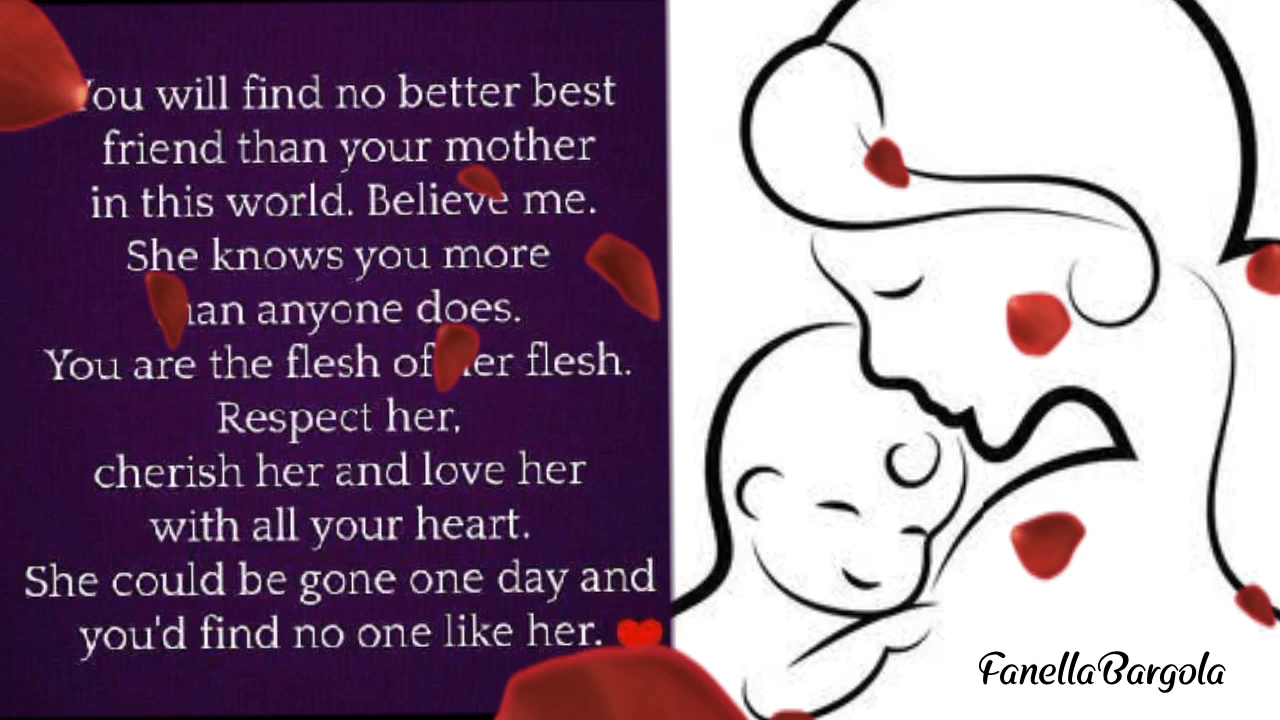 You will find no better best
friend than your mother
in this world. Believe me.
She knows you more
than anyone does.
You are the flesh of her flesh.
Respect her,
cherish her and love her
with all your heart.
She could be gone one day and
you'd find no one like her.
FanellaBargola